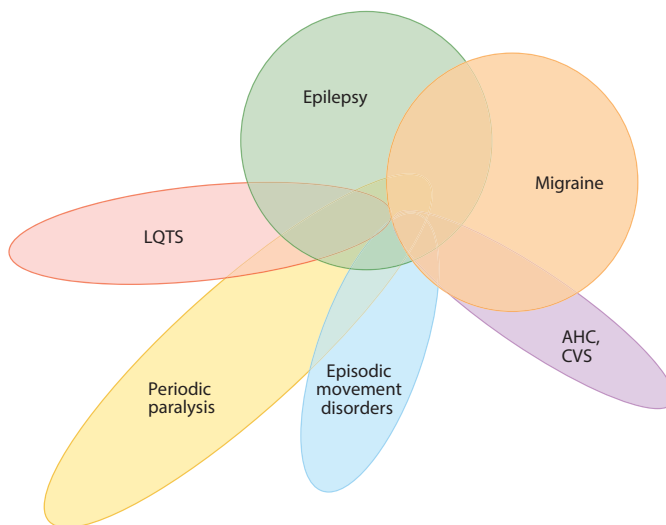 Epilepsy
Migraine
LQTS
AHC,
CVS
Episodic
movement
disorders
Periodic
paralysis